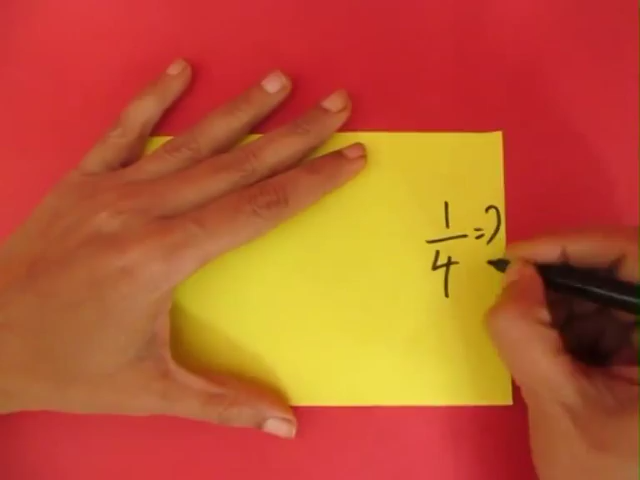 1/4 = ?